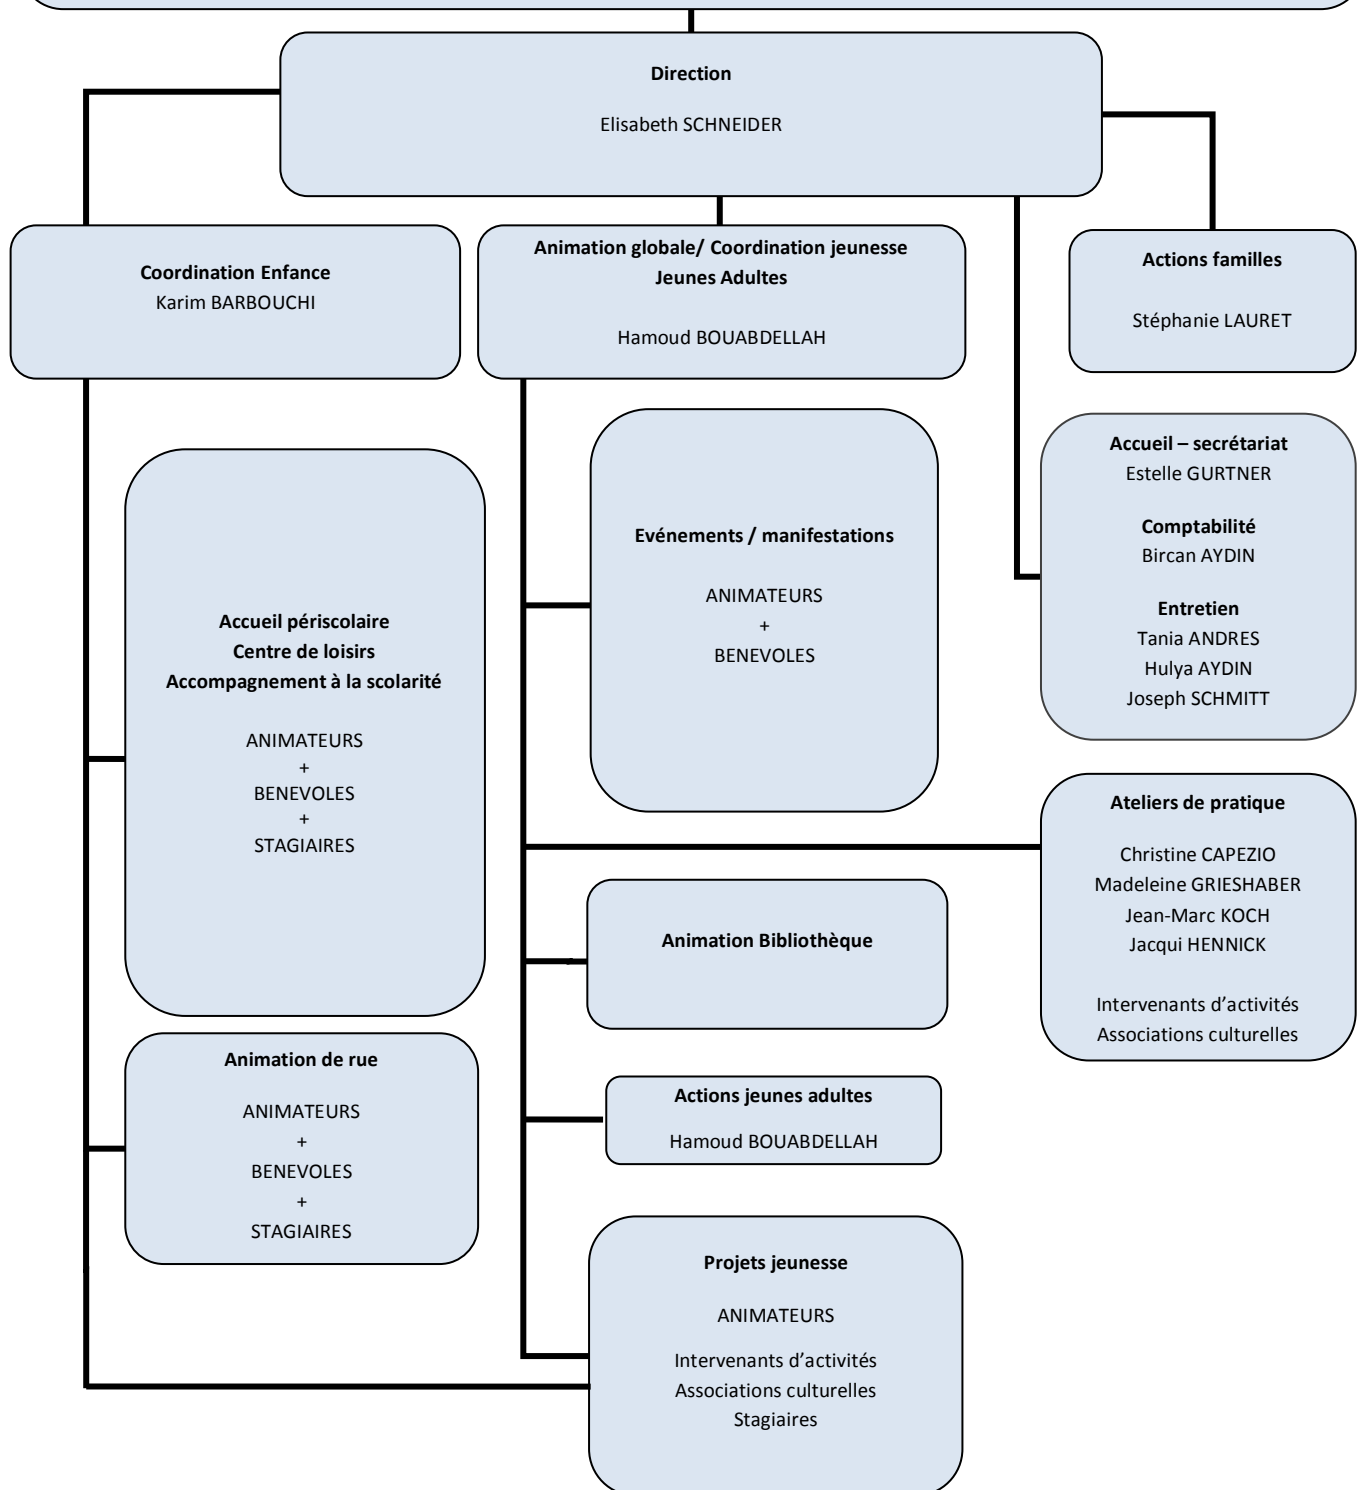 Direction
Elisabeth SCHNEIDER
Coordination Enfance
Karim BARBOUCHI
Animation globale/ Coordination jeunesse
Jeunes Adultes
Hamoud BOUABDELLAH
Actions familles
Stéphanie LAURET
Accueil périscolaire
Centre de loisirs
Accompagnement à la scolarité
ANIMATEURS
+
BENEVOLES
+
STAGIAIRES
Evénements / manifestations
ANIMATEURS
+
BENEVOLES
Accueil – secrétariat
Estelle GURTNER
Comptabilité
Bircan AYDIN
Entretien
Tania ANDRES
Hulya AYDIN
Joseph SCHMITT
Ateliers de pratique
Christine CAPEZIO
Madeleine GRIESHABER
Jean-Marc KOCH
Jacqui HENNICK
Intervenants d’activités
Associations culturelles
Animation Bibliothèque
Animation de rue
ANIMATEURS
+
BENEVOLES
+
STAGIAIRES
Actions jeunes adultes
Hamoud BOUABDELLAH
Projets jeunesse
ANIMATEURS
Intervenants d’activités
Associations culturelles
Stagiaires